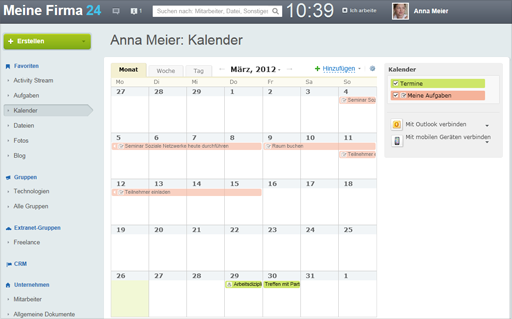 Meine Firma 24
1
Suchen nach: Mitarbeiter, Datei, Sonstiges
10:39
Ich arbeite
Anna Meier
+ Erstellen
Favoriten
Activity Stream
Aufgaben
Kalender
Dateien
Fotos
Blog
Gruppen
Technologien
Alle Gruppen
Extranet-Gruppen
Freelance
CRM
Unternehmen
Mitarbeiter
Allgemeine Dokumente
Anna Meier: Kalender
Monat Woche Tag
März, 2012
+ Hinzufügen
Mo Di Mi Do Fr Sa So
27 28 29 1 2 3 4
Seminar Soz
5 6 7 8 9 10 11
Seminar Soziale Netzwerke heute durchführen
Raum buchen
Teilnehmer e
12 13 14 15 16 17 18
Teilnehmer einladen
19 20 21 22 23 24 25
26 27 28 29 30 31 1
Arbeitsdizipl
Treffen mit Part
Kalender
Termine
Meine Aufgaben
Mit Outlook verbinden
Mit mobilen Geräten verbinden